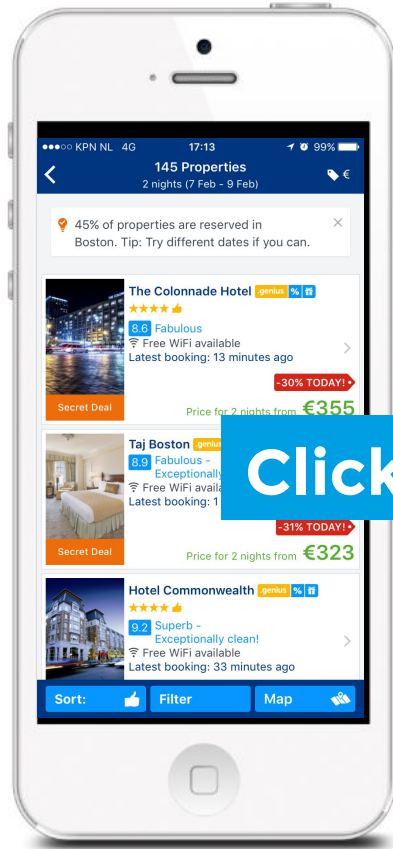 KPN NL 4G 17:13 99%
145 Properties €
2 nights (7 Feb - 9 Feb)
45% of properties are reserved in
Boston. Tip: Try different dates if you can.
The Colonnade Hotel .genius %
8.6 Fabulous
Free WiFi available
Latest booking: 13 minutes ago
-30% TODAY!
Secret Deal
Price for 2 nights from €355
Taj Boston .genius
8.9 Fabulous -
Exceptionally
Free WiFi
Latest booking: 1
Click
-31% TODAY!
Secret Deal
Price for 2 nights from €323
Hotel Commonwealth .genius %
9.2 Superb -
Exceptionally clean!
Free WiFi available
Latest booking: 33 minutes ago
Sort: Filter Map